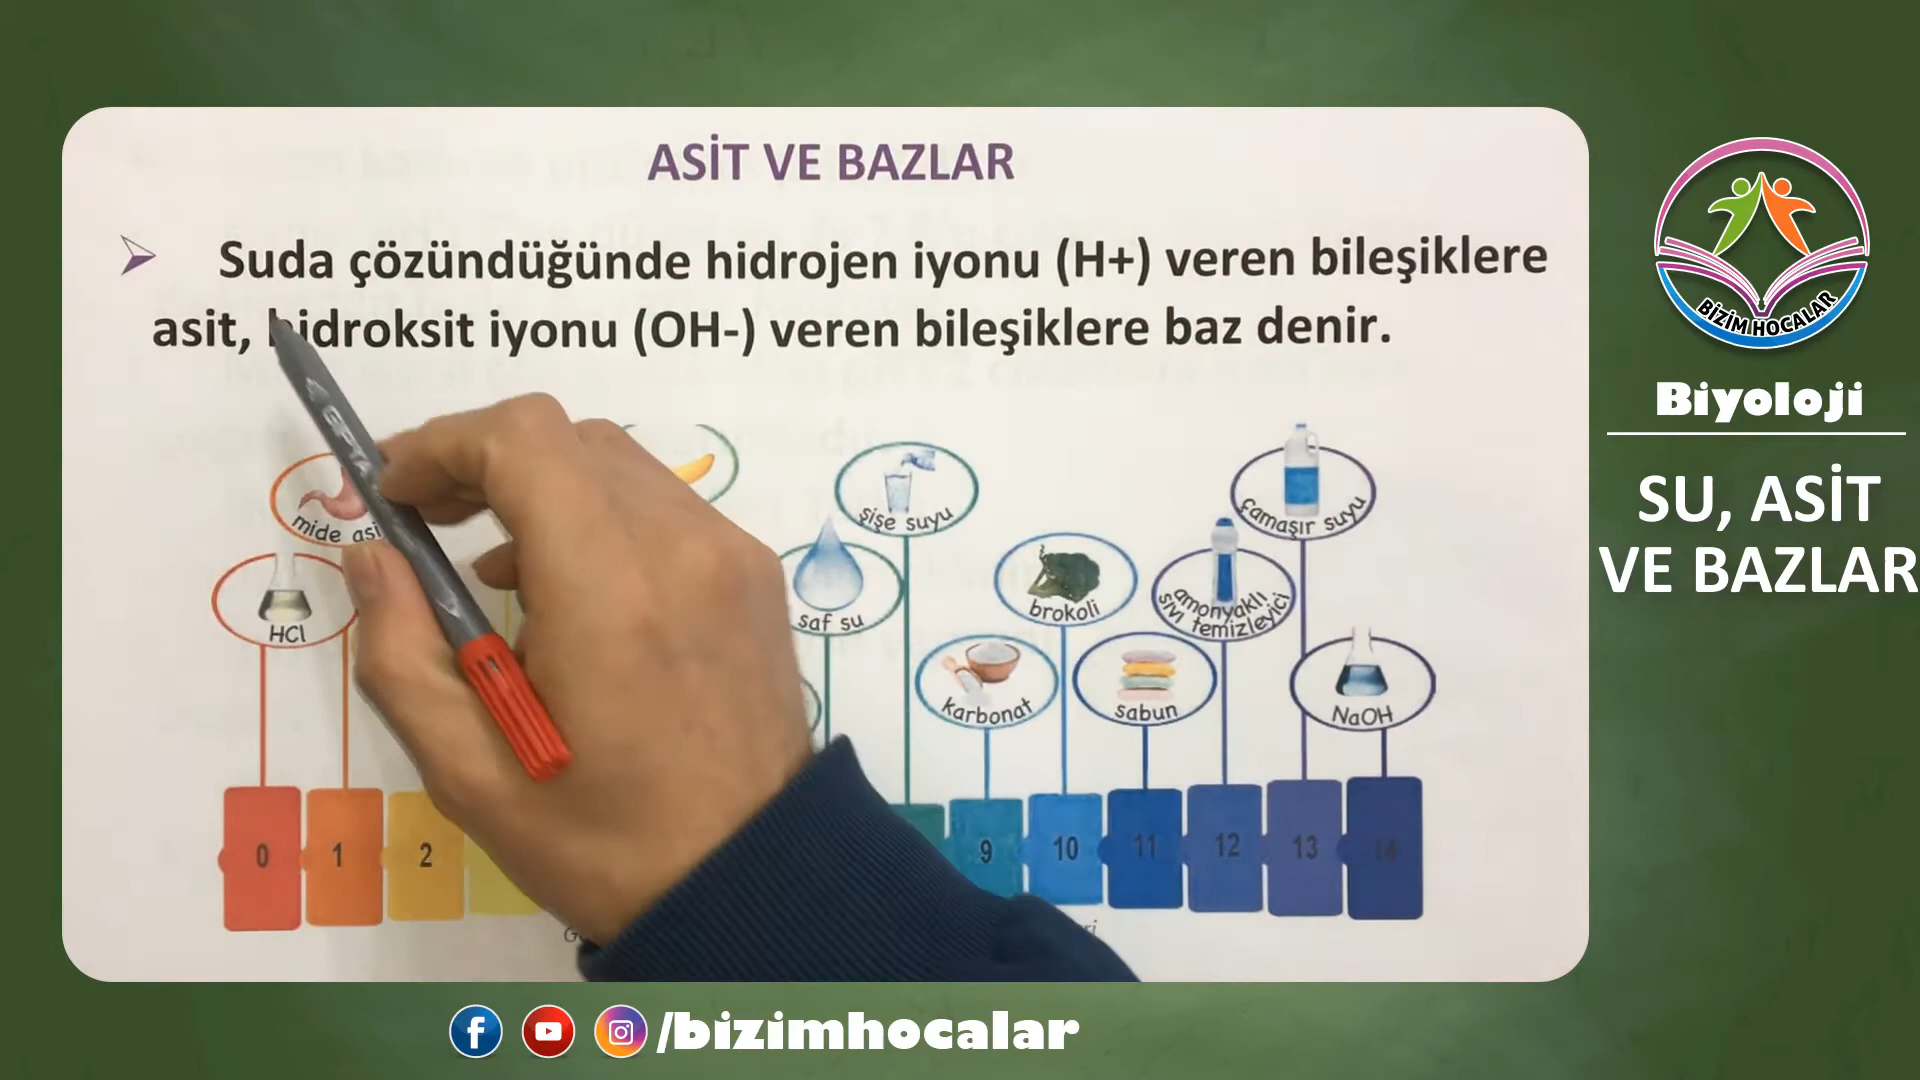 ASİT VE BAZLAR
Suda çözündüğünde hidrojen iyonu (H+) veren bileşiklere
asit, hidroksit iyonu (OH-) veren bileşiklere baz denir.
şişe suyu
çamaşır suyu
mide asi
HCl
saf su
brokoli
amonyaklı
sıvı temizleyici
karbonat
sabun
NaOH
0 1 2 9 10 11 12 13 14
BİZİM HOCALAR
Biyoloji
SU, ASİT
VE BAZLAR
/bizimhocalar